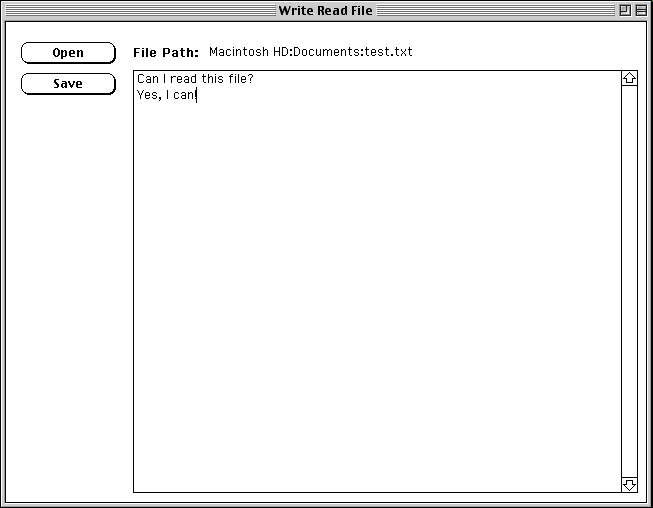 Write Read File
Open
File Path: Macintosh HD:Documents:test.txt
Save
Can I read this file?
Yes, I can!